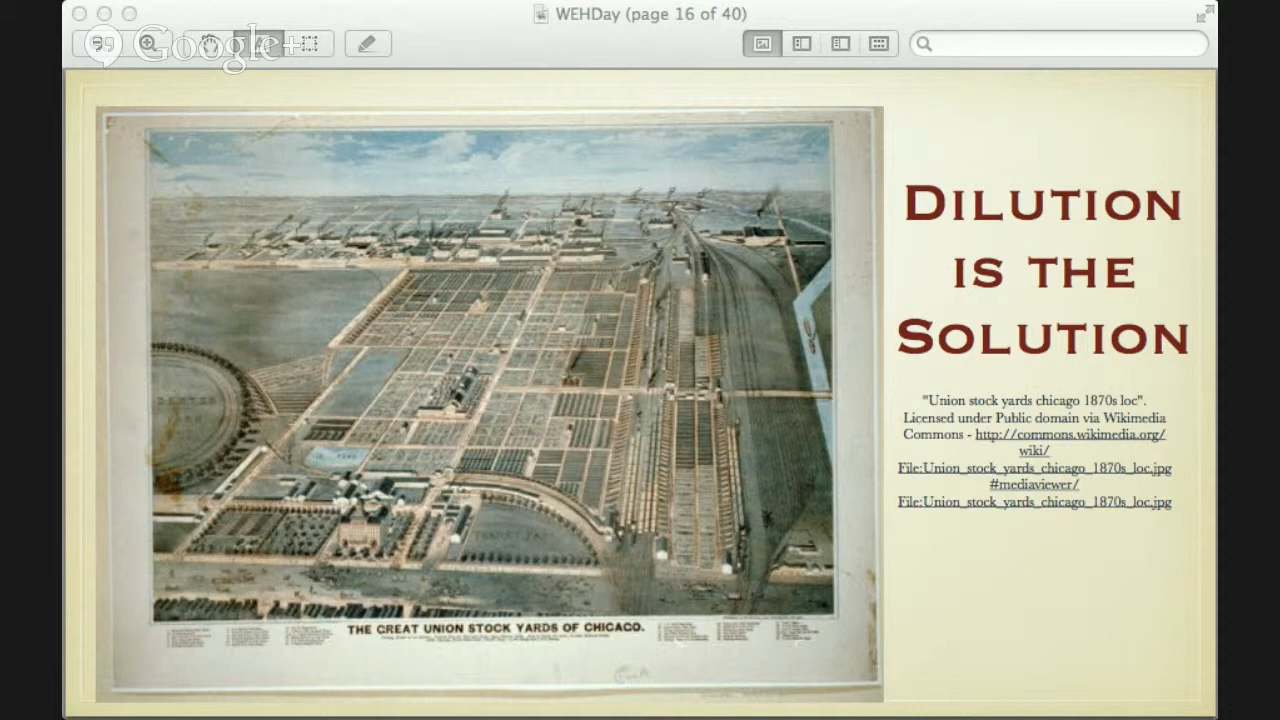 WEHDay (page 16 of 40)
Google+
DILUTION
IS THE
SOLUTION
"Union stock yards chicago 1870s loc".
Licensed under Public domain via Wikimedia
Commons - http://commons.wikimedia.org/
wiki/
File:Union_stock_yards_chicago_1870s_loc.jpg
#mediaviewer/
File:Union_stock_yards_chicago_1870s_loc.jpg
THE GREAT UNION STOCK YARDS OF CHICAGO.